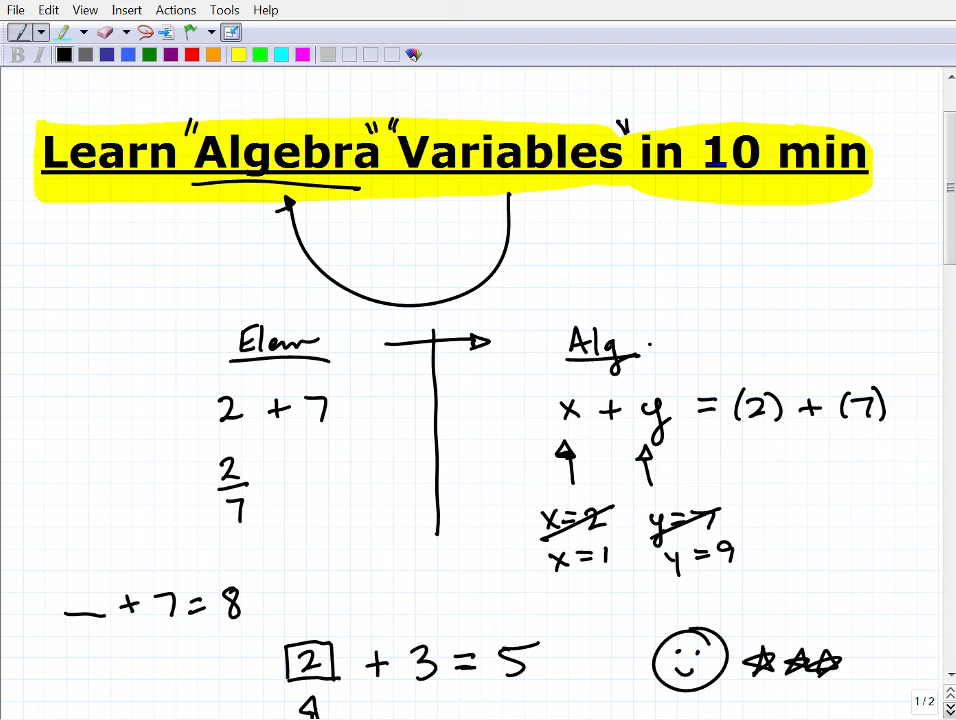 File Edit View Insert Actions Tools Help
B I
Learn "Algebra" "Variables" in 10 min
Elem
Alg.
2 + 7
x + y = (2) + (7)
2
7
x=2 y=7
x=1 y=9
__ + 7 = 8
2 + 3 = 5
1/2